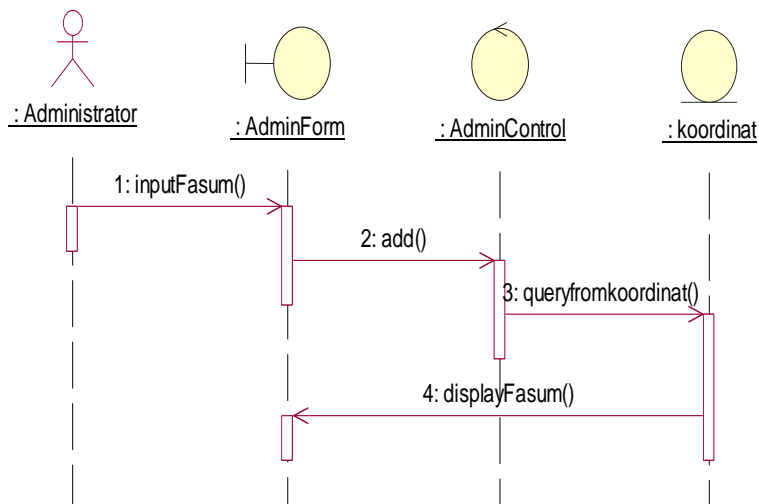 : Administrator
: AdminForm
: AdminControl
: koordinat
1: inputFasum()
2: add()
3: queryfromkoordinat()
4: displayFasum()